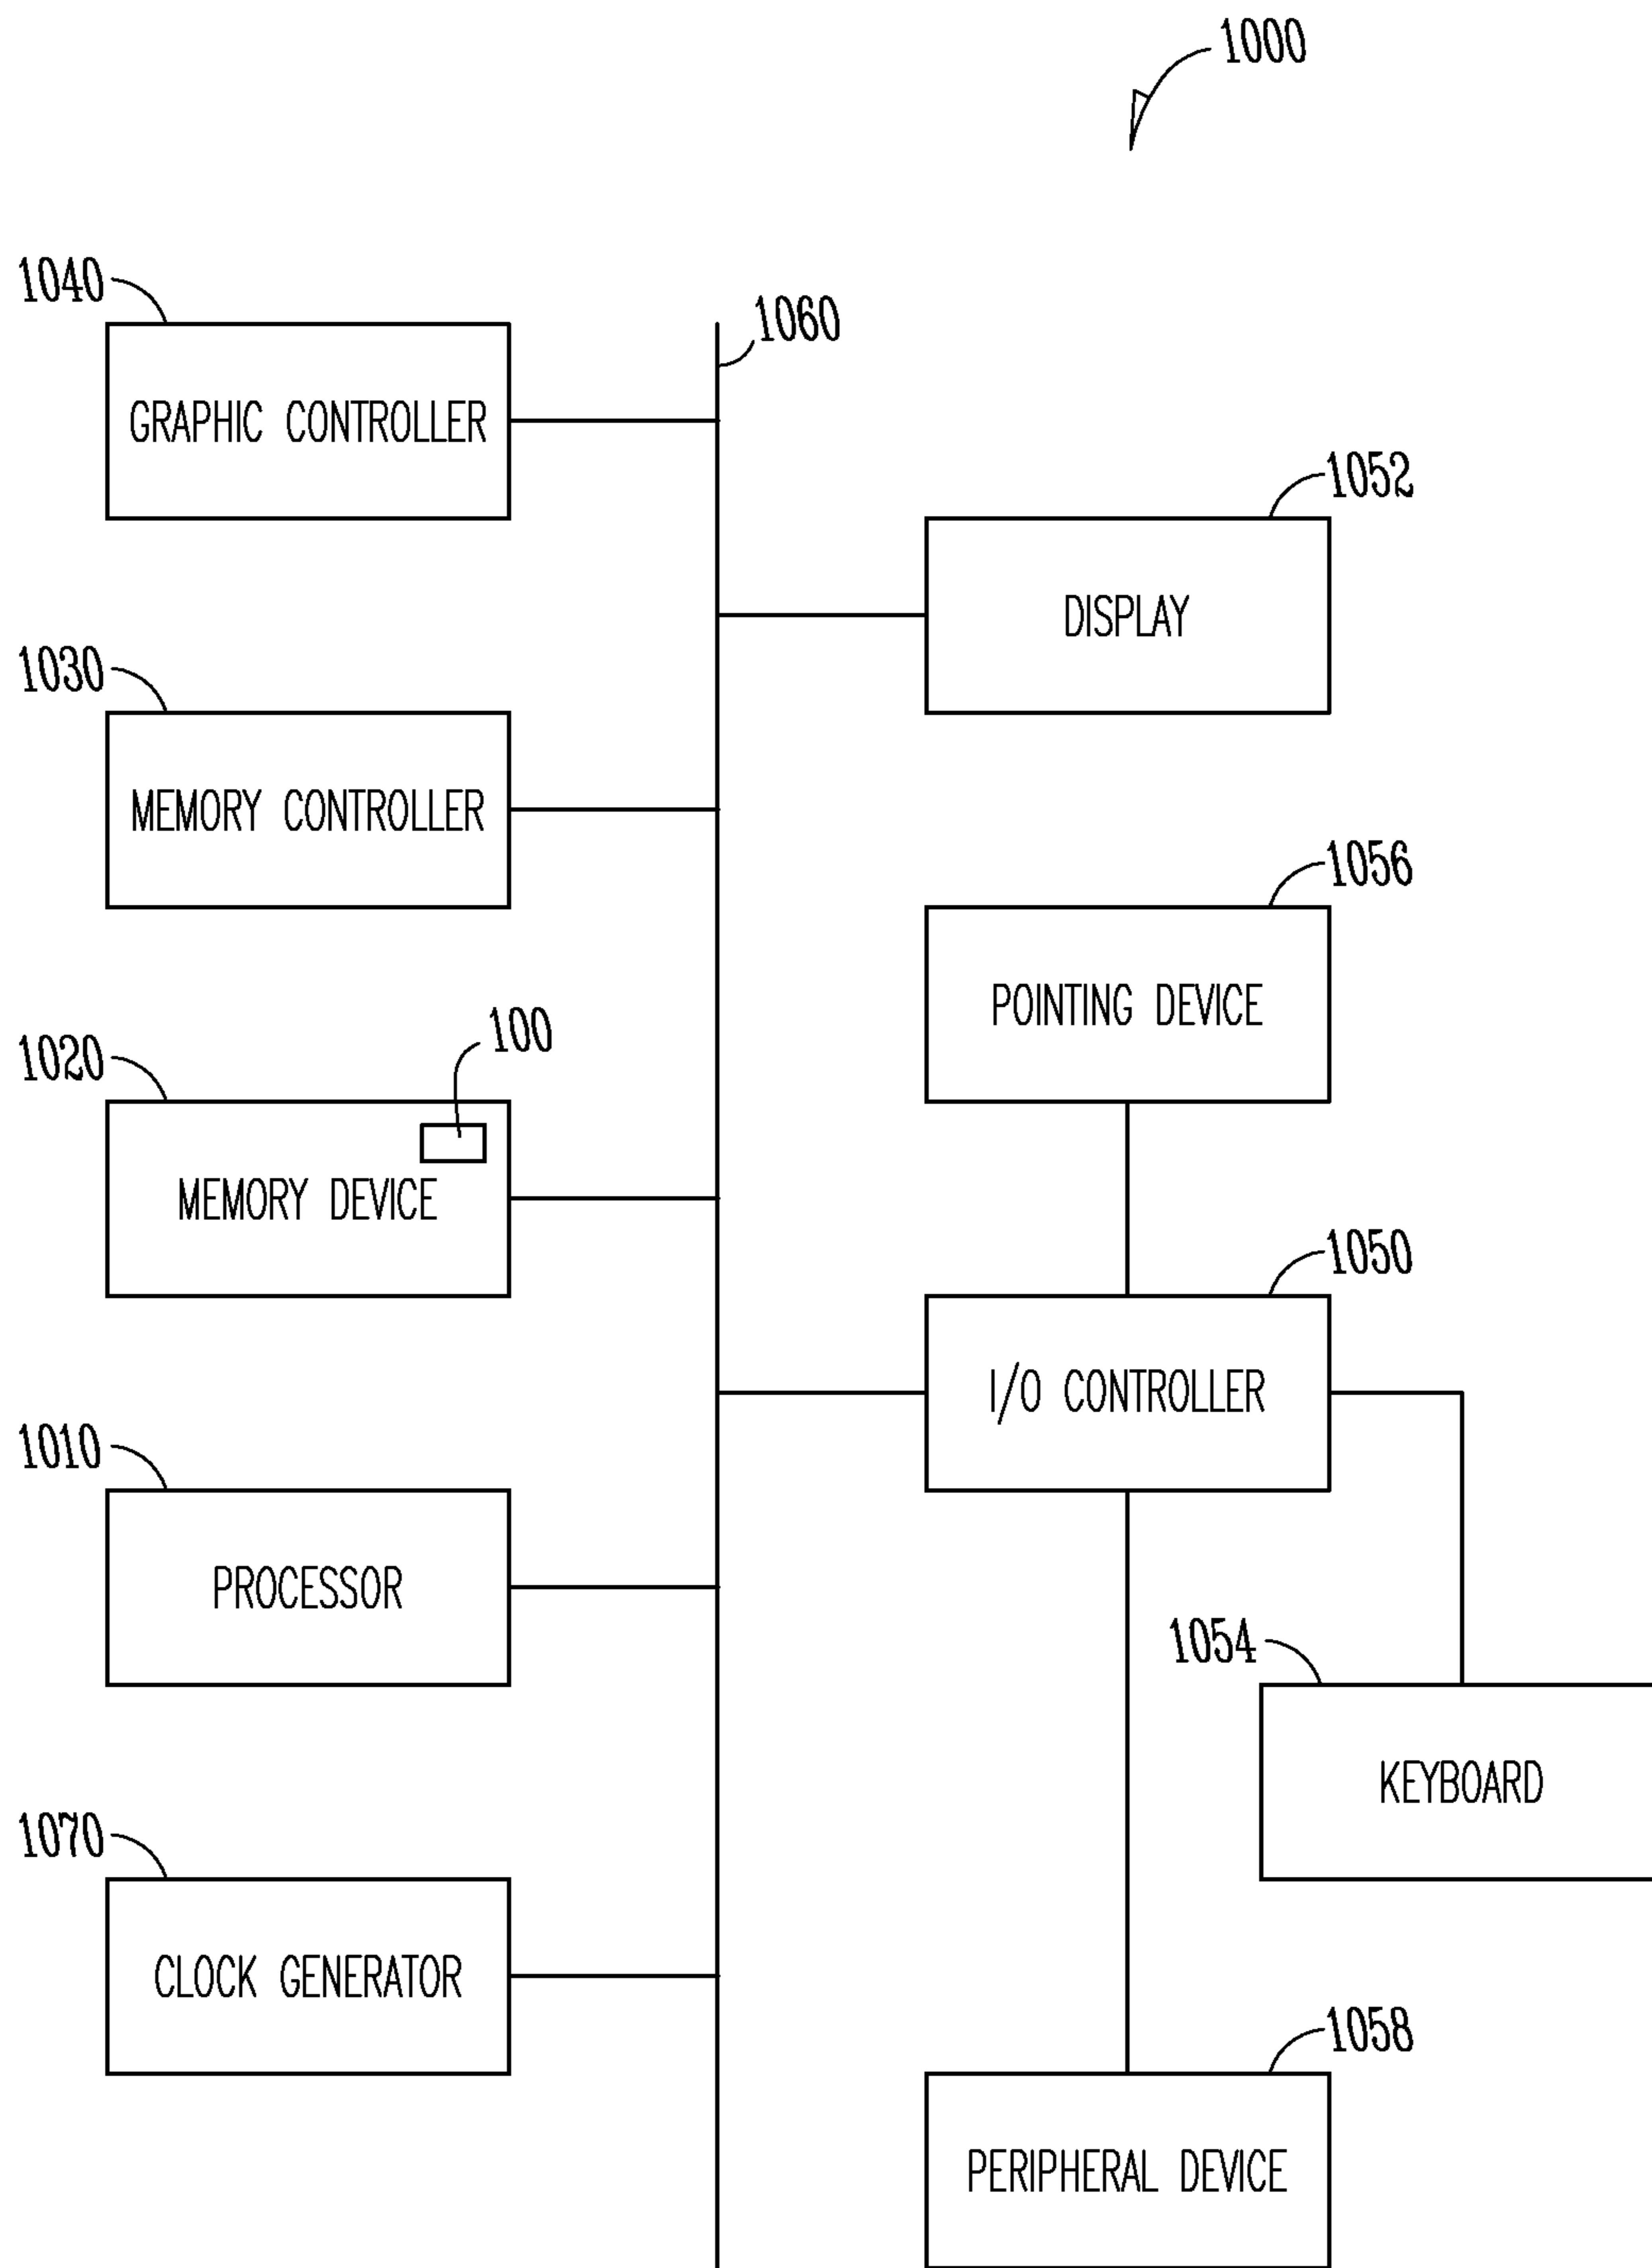 1000
1040
1060
GRAPHIC CONTROLLER
1052
DISPLAY
1030
MEMORY CONTROLLER
1056
POINTING DEVICE
100
1020
MEMORY DEVICE
1050
I/O CONTROLLER
1010
PROCESSOR
1054
KEYBOARD
1070
CLOCK GENERATOR
1058
PERIPHERAL DEVICE